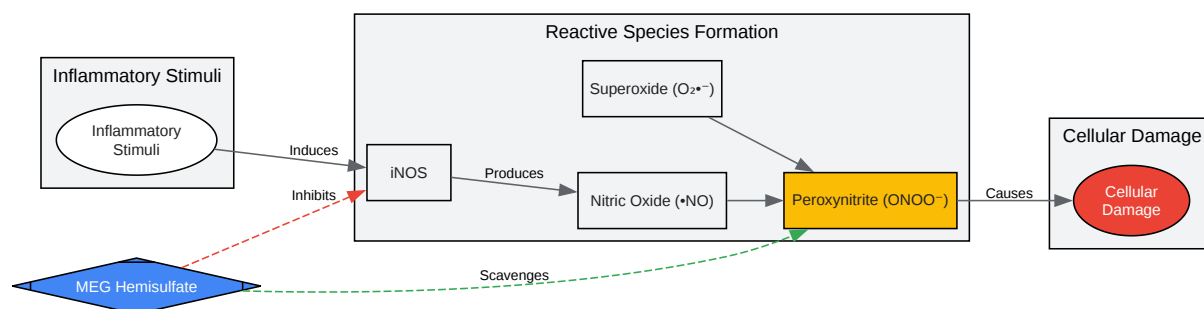 Reactive Species Formation
Inflammatory Stimuli
Superoxide (O₂•⁻)
Inflammatory
Stimuli
Induces
iNOS
Produces
Inhibits
Nitric Oxide (•NO)
Peroxynitrite (ONOO⁻)
Causes
Cellular Damage
Cellular
Damage
Scavenges
MEG Hemisulfate